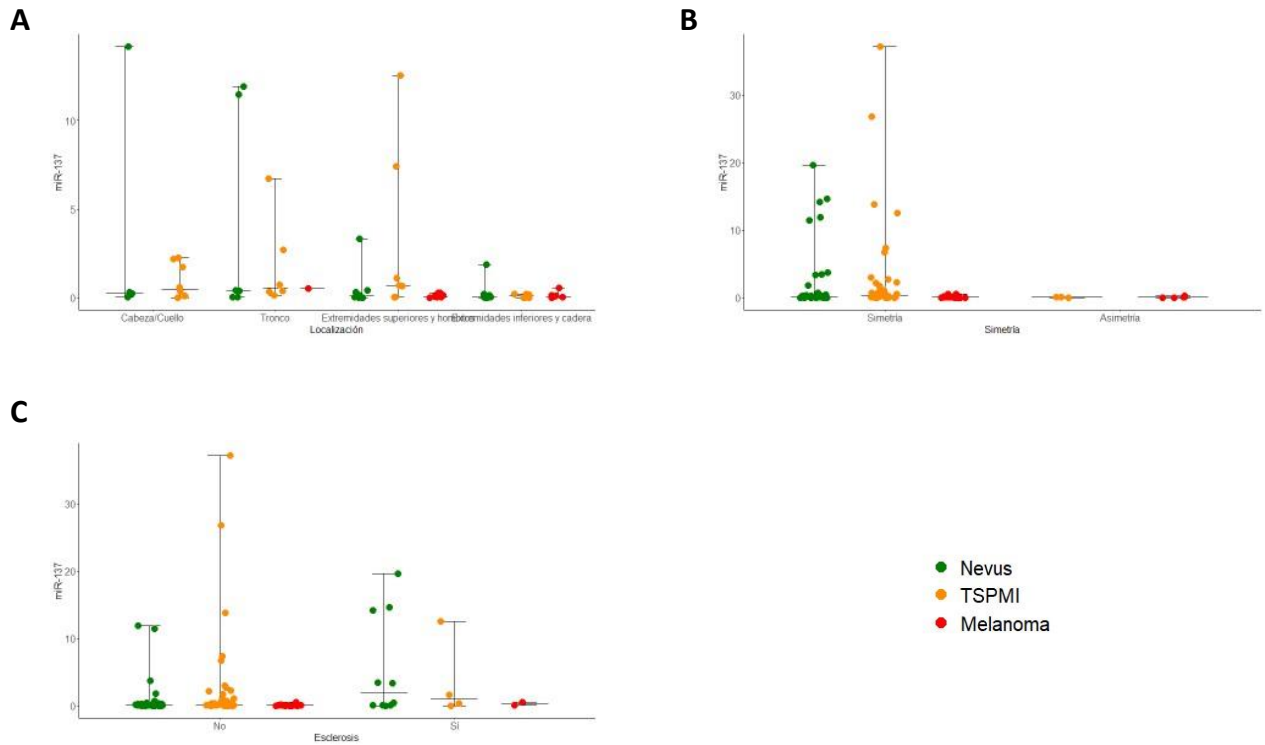 A
miR-137
10
5
0
Cabeza/Cuello
Tronco
Extremidades superiores y
Extremidades inferiores y cadera
Localización
B
miR-137
30
20
10
0
Simetría
Asimetría
Simetría
C
miR-137
30
20
10
0
No
Sí
Esclerosis
Nevus
TSPMI
Melanoma